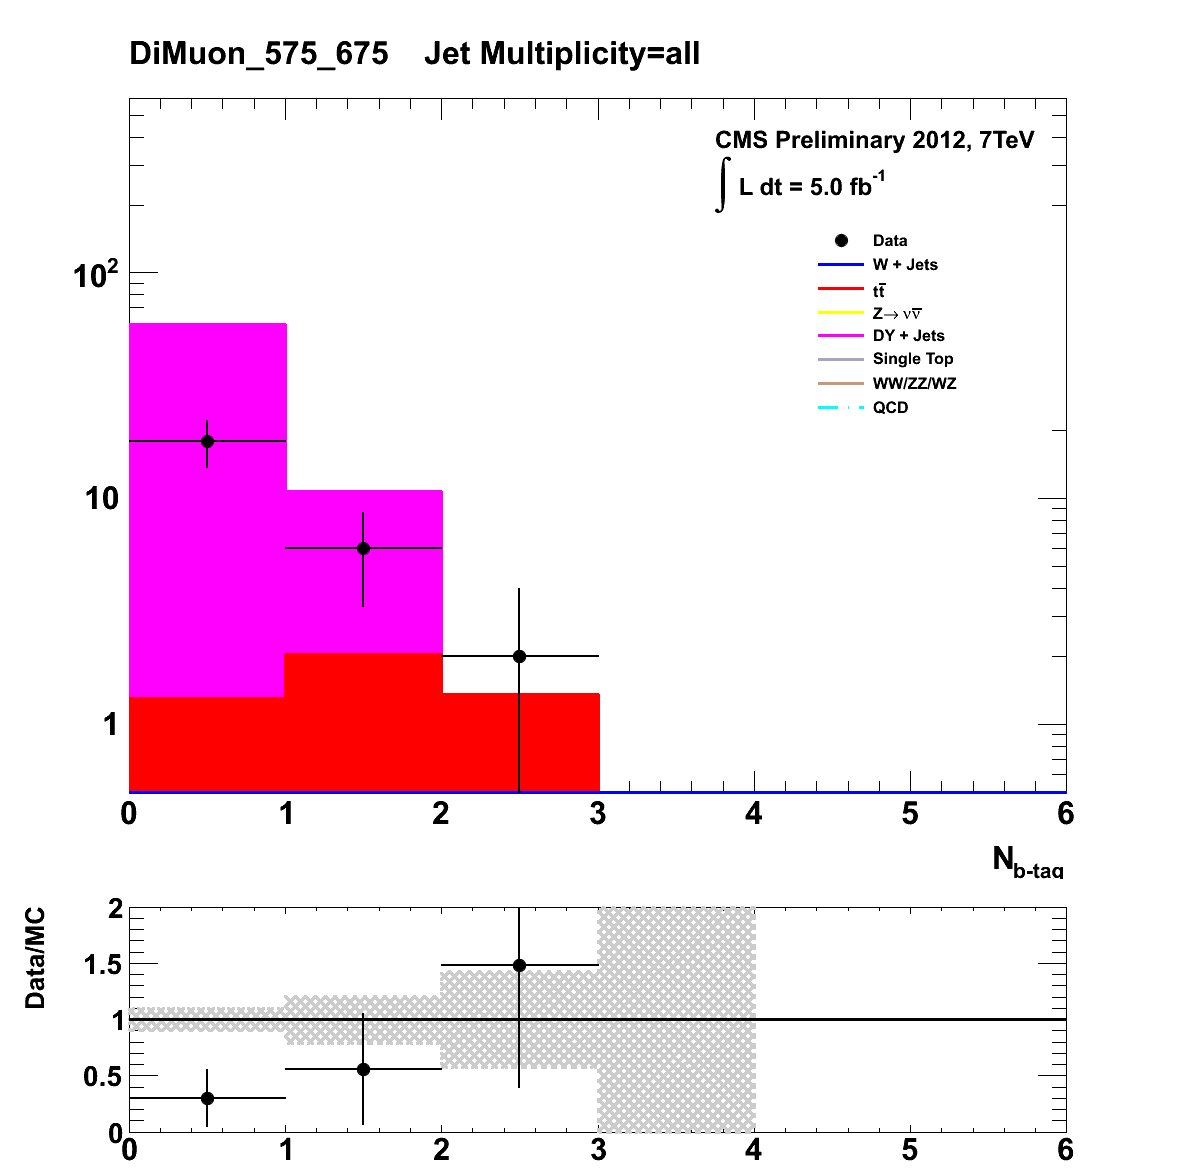 DiMuon_575_675 Jet Multiplicity=all
CMS Preliminary 2012, 7TeV
∫ L dt = 5.0 fb⁻¹
Data
W + Jets
tt̅
Z→ νν̅
DY + Jets
Single Top
WW/ZZ/WZ
QCD
10²
10
1
0 1 2 3 4 5 6
N_b-tag
Data/MC
2
1.5
1
0.5
0
0 1 2 3 4 5 6